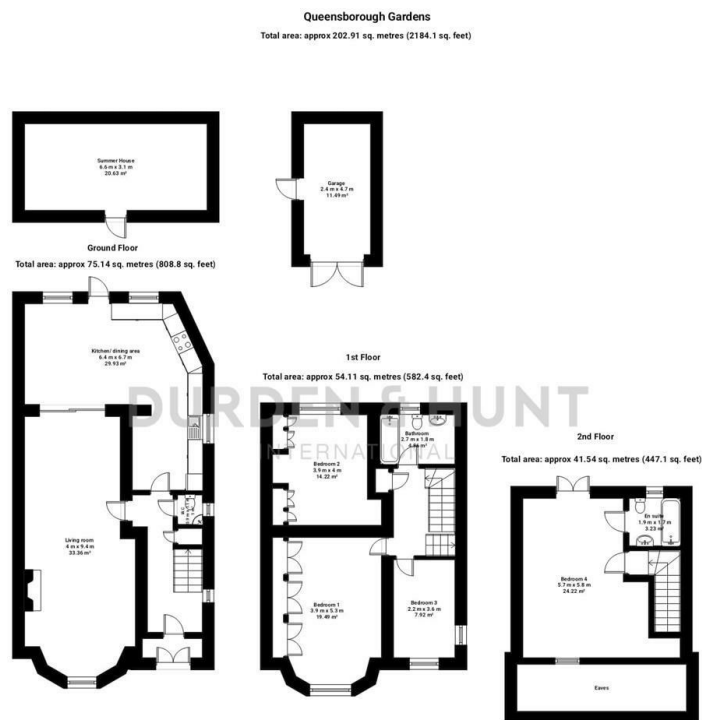 Queensborough Gardens
Total area: approx 202.91 sq. metres (2184.1 sq. feet)
Summer House
6.6 m x 3.1 m
20.63 m²
Garage
2.4 m x 4.7 m
11.49 m²
Ground Floor
Total area: approx 75.14 sq. metres (808.8 sq. feet)
Kitchen/ dining area
6.4 m x 6.7 m
29.93 m²
Living room
4 m x 9.4 m
33.36 m²
1st Floor
Total area: approx 54.11 sq. metres (582.4 sq. feet)
DURDEN & HUNT
INTERNATIONAL
Bathroom
2.7 m x 1.8 m
Bedroom 2
3.9 m x 4 m
14.22 m²
Bedroom 1
3.9 m x 5.3 m
19.49 m²
Bedroom 3
2.2 m x 3.6 m
7.92 m²
2nd Floor
Total area: approx 41.54 sq. metres (447.1 sq. feet)
En suite
1.9 m x 1.7 m
3.23 m²
Bedroom 4
5.7 m x 5.8 m
24.22 m²
Eaves